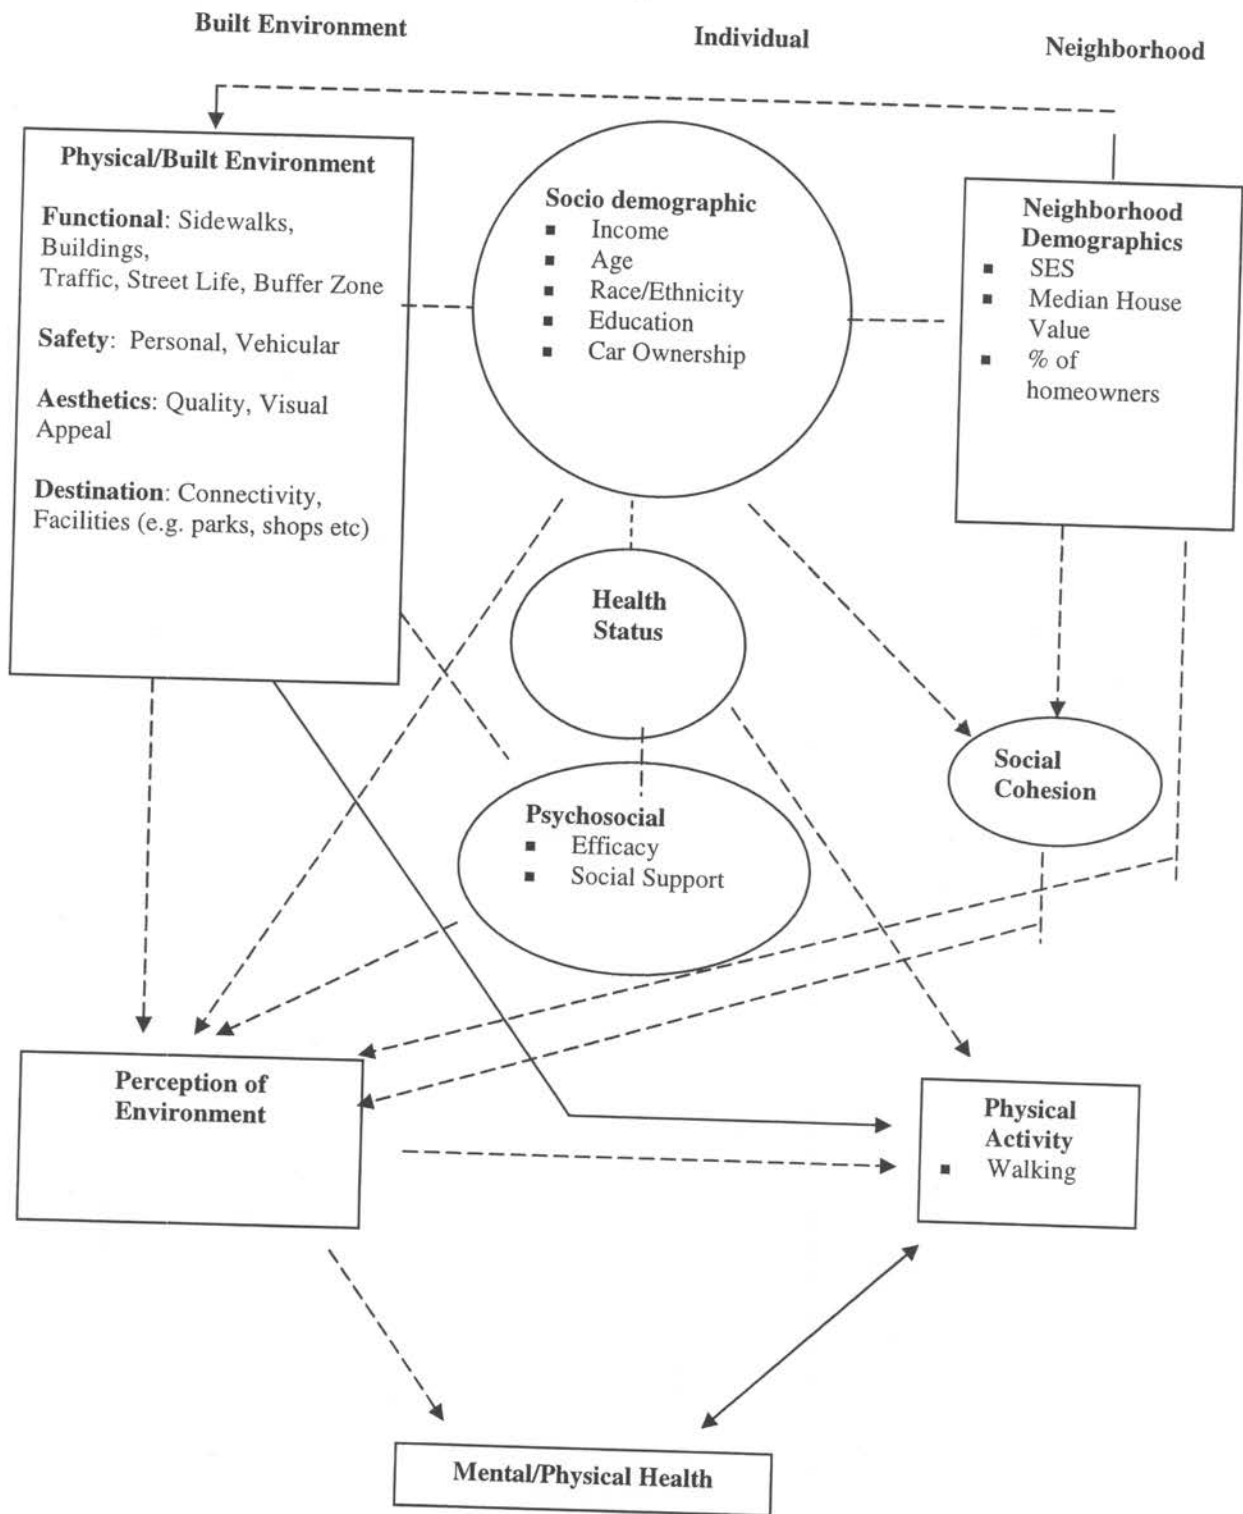 Built Environment
Individual
Neighborhood
Physical/Built Environment
Functional: Sidewalks,
Buildings,
Traffic, Street Life, Buffer Zone
Safety: Personal, Vehicular
Aesthetics: Quality, Visual
Appeal
Destination: Connectivity,
Facilities (e.g. parks, shops etc)
Socio demographic
▪ Income
▪ Age
▪ Race/Ethnicity
▪ Education
▪ Car Ownership
Neighborhood
Demographics
▪ SES
▪ Median House
Value
▪ % of
homeowners
Health
Status
Social
Cohesion
Psychosocial
▪ Efficacy
▪ Social Support
Perception of
Environment
Physical
Activity
▪ Walking
Mental/Physical Health